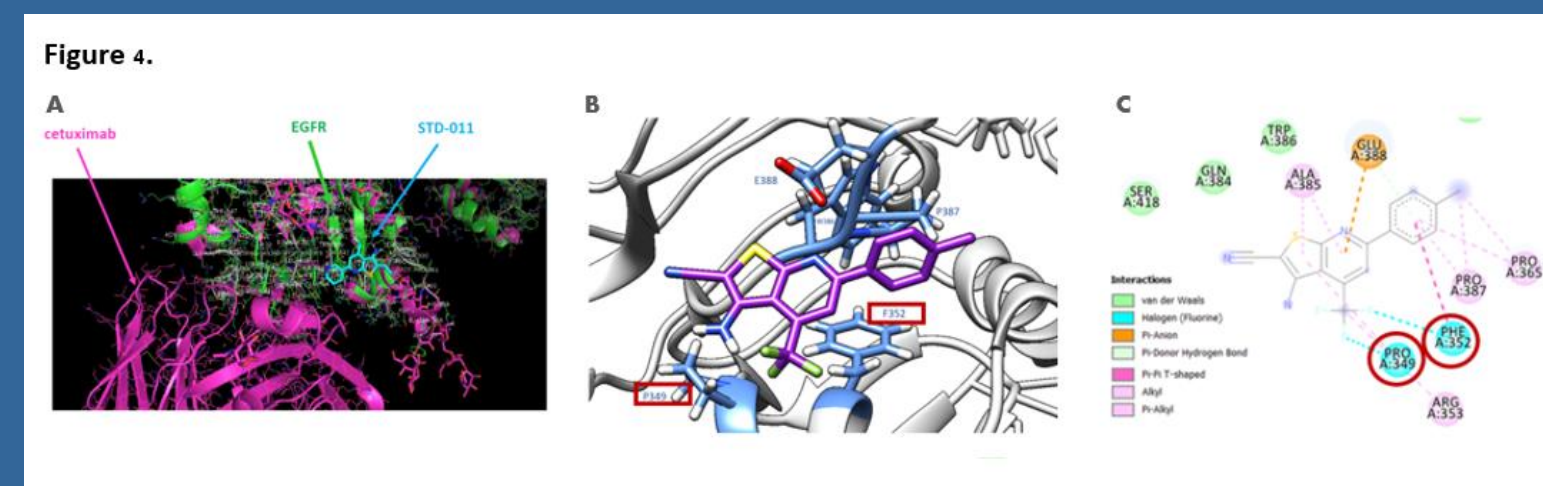 Figure 4.
A
cetuximab
EGFR
STD-011
B
E388
P387
F352
P349
C
TRP
A:386
GLU
A:388
GLN
A:384
ALA
A:385
SER
A:418
N
N
N
S
PRO
A:365
PRO
A:387
PHE
A:352
PRO
A:349
ARG
A:353
Interactions
van der Waals
Halogen (Fluorine)
Pi-Anion
Pi-Donor Hydrogen Bond
Pi-Pi T-shaped
Alkyl
Pi-Alkyl